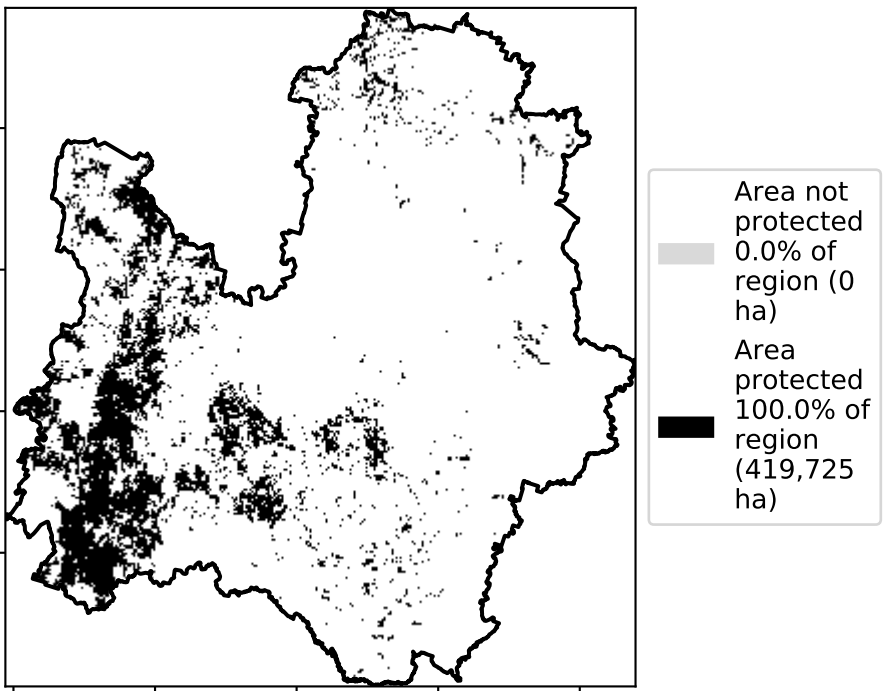 Area not
protected
0.0% of
region (0
ha)
Area
protected
100.0% of
region
(419,725
ha)